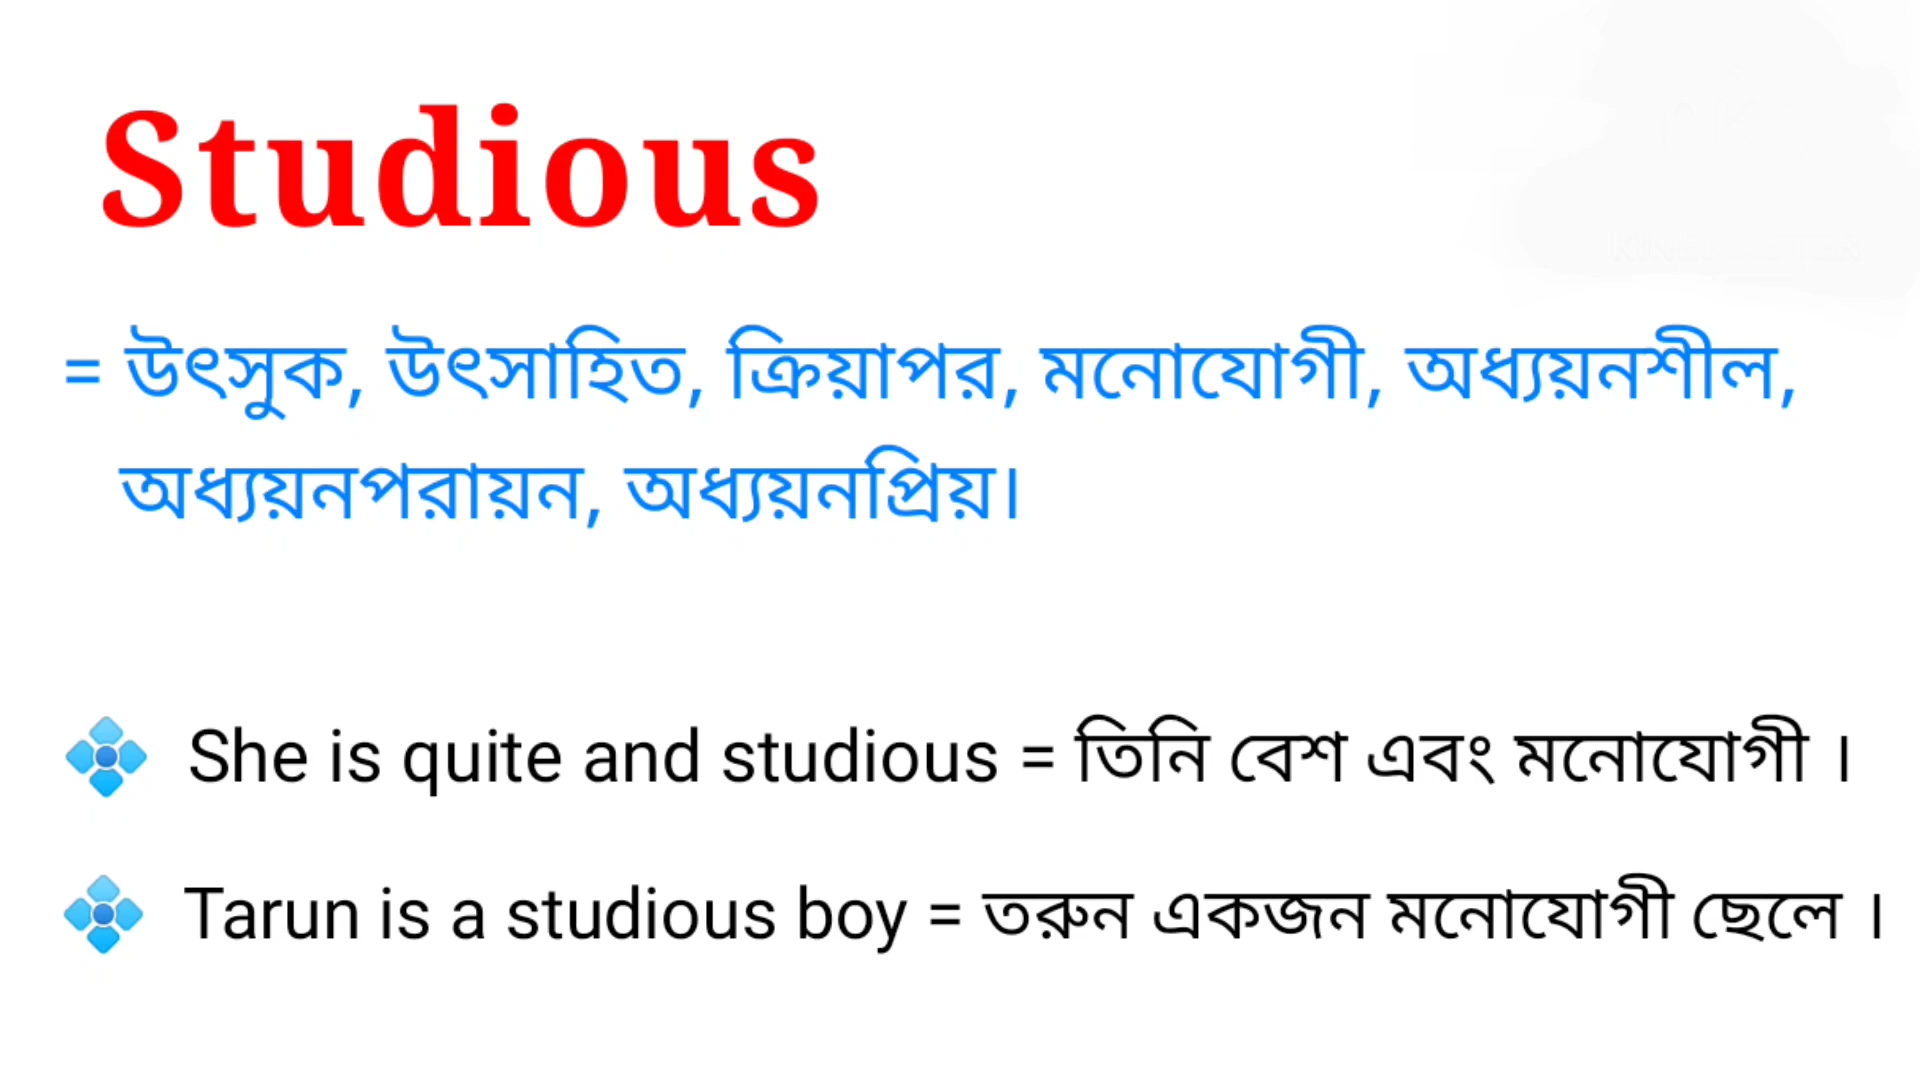 Studious
= উৎসুক, উৎসাহিত, ক্রিয়াপর, মনোযোগী, অধ্যয়নশীল,
অধ্যয়নপরায়ন, অধ্যয়নপ্রিয়।
She is quite and studious = তিনি বেশ এবং মনোযোগী ।
Tarun is a studious boy = তরুন একজন মনোযোগী ছেলে ।